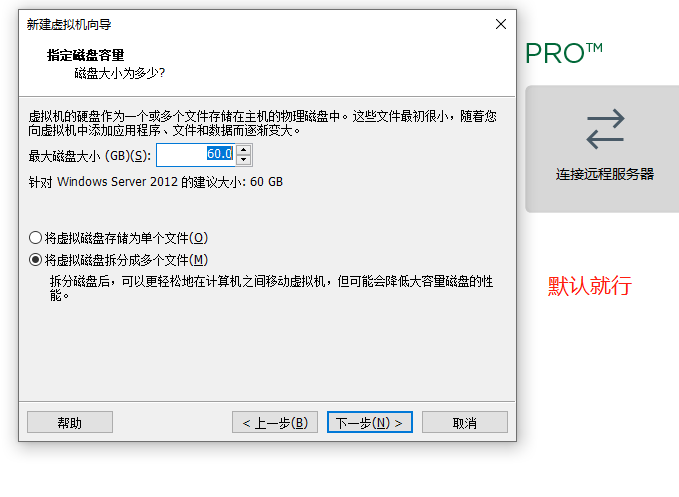 新建虚拟机向导
指定磁盘容量
磁盘大小为多少?
虚拟机的硬盘作为一个或多个文件存储在主机的物理磁盘中。这些文件最初很小，随着您
向虚拟机中添加应用程序、文件和数据而逐渐变大。
最大磁盘大小 (GB)(S): 60.0
针对 Windows Server 2012 的建议大小: 60 GB
将虚拟磁盘存储为单个文件(O)
将虚拟磁盘拆分成多个文件(M)
拆分磁盘后，可以更轻松地在计算机之间移动虚拟机，但可能会降低大容量磁盘的性
能。
帮助 < 上一步(B) 下一步(N) > 取消
PRO™
连接远程服务器
默认就行